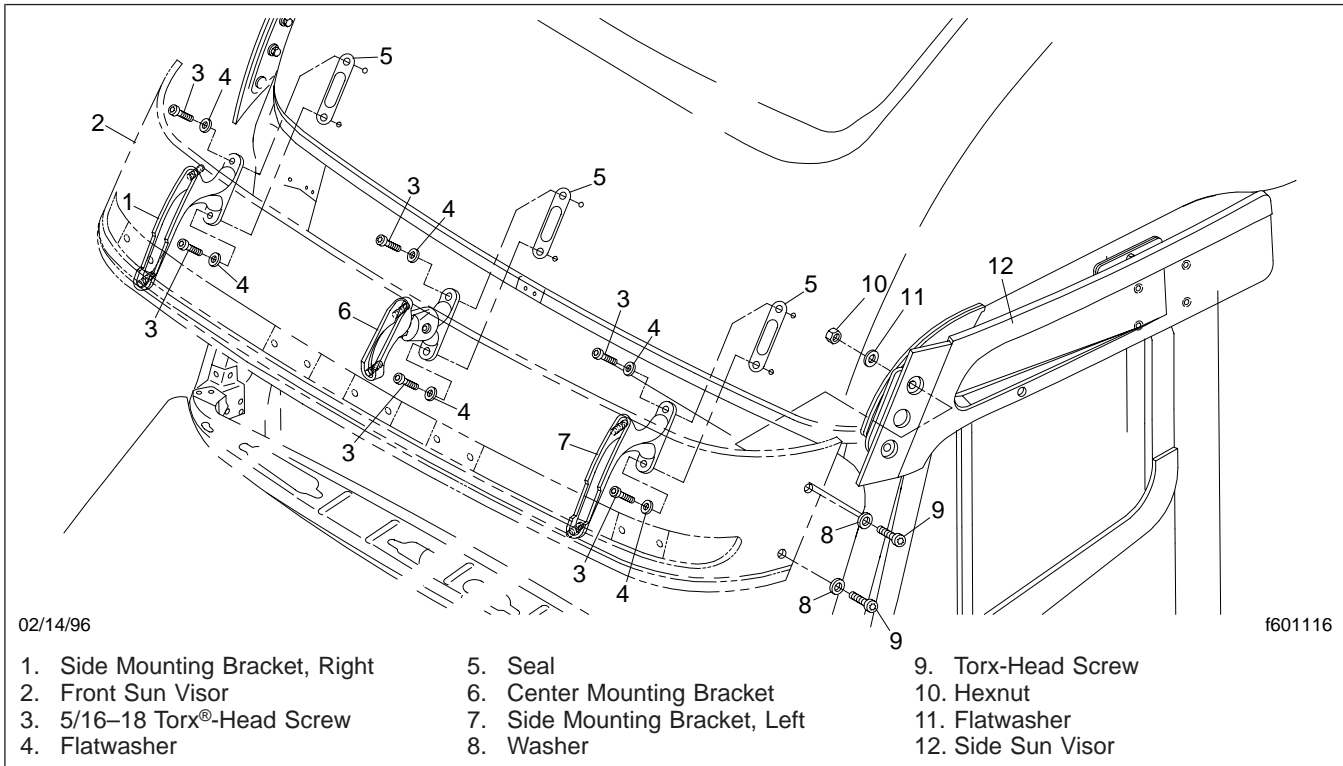 3
4
5
2
1
3
4
5
3
4
6
3
4
5
10
11
12
3
4
3
4
7
9
8
3
4
8
9
02/14/96
f601116
1. Side Mounting Bracket, Right
2. Front Sun Visor
3. 5/16–18 Torx®-Head Screw
4. Flatwasher
5. Seal
6. Center Mounting Bracket
7. Side Mounting Bracket, Left
8. Washer
9. Torx-Head Screw
10. Hexnut
11. Flatwasher
12. Side Sun Visor